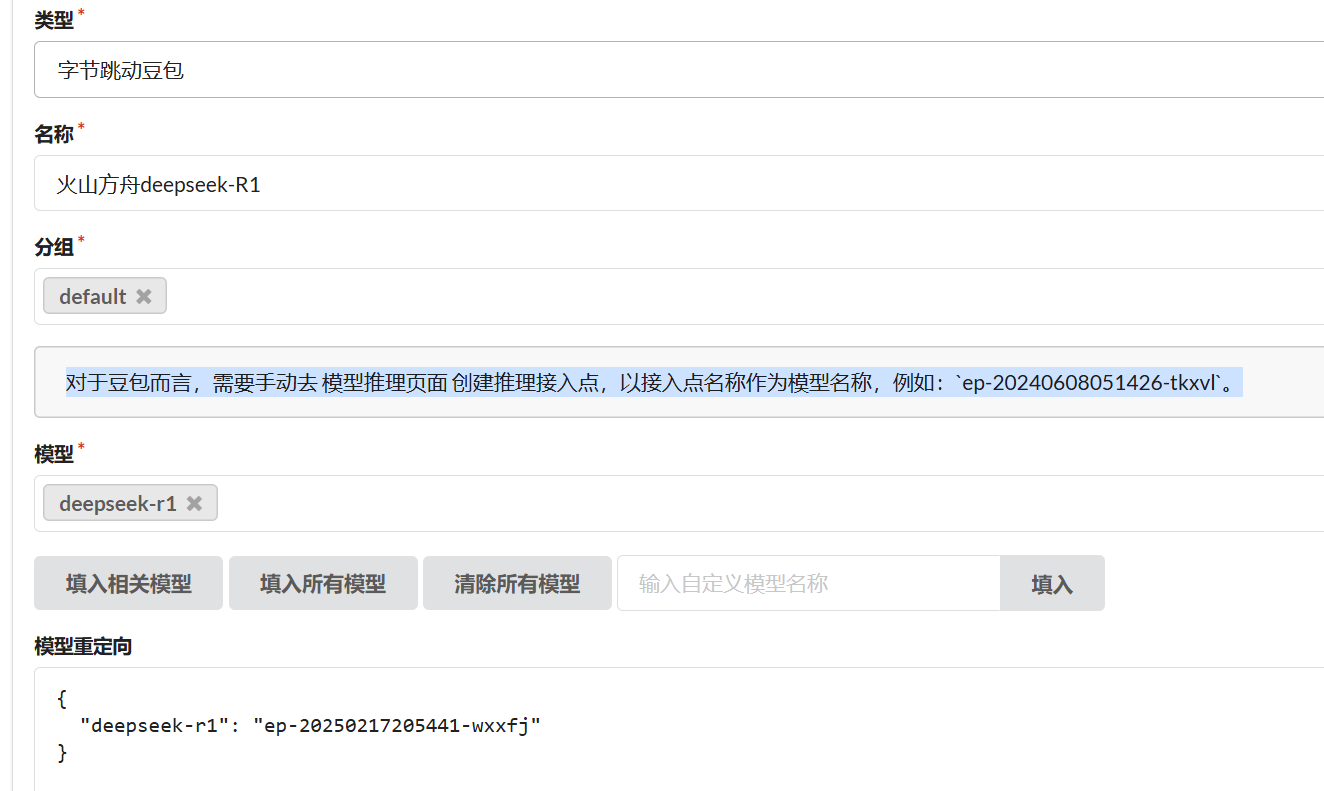 类型*
字节跳动豆包
名称*
火山方舟deepseek-R1
分组*
default ✖
对于豆包而言，需要手动去 模型推理页面 创建推理接入点，以接入点名称作为模型名称，例如：`ep-20240608051426-tkxvl`。
模型*
deepseek-r1 ✖
填入相关模型 填入所有模型 清除所有模型 输入自定义模型名称 填入
模型重定向
{
  "deepseek-r1": "ep-20250217205441-wxxfj"
}